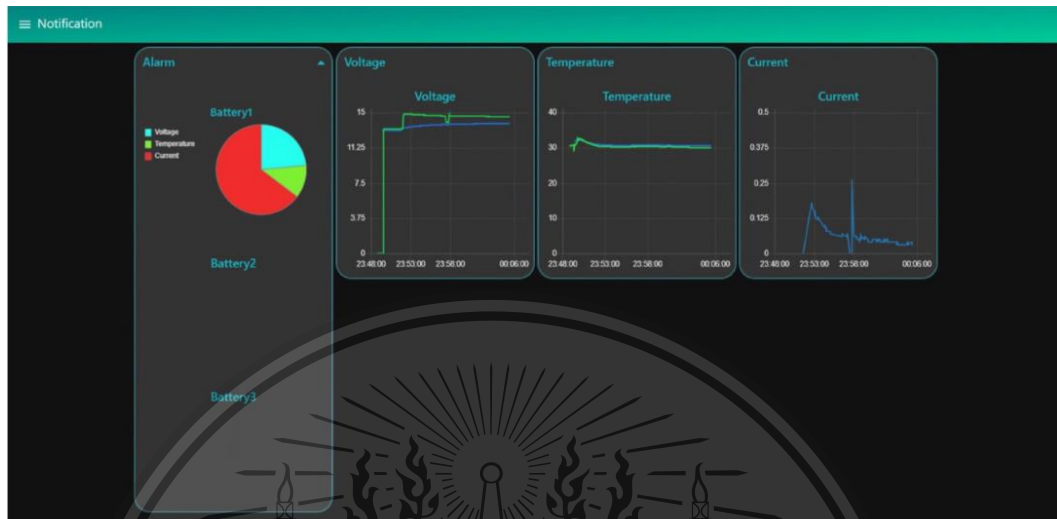 Notification
Alarm
Battery1
Voltage
Temperature
Current
Battery2
Battery3
Voltage
Voltage
15
11.25
7.5
3.75
0
23:48:00 23:53:00 23:58:00 00:06:00
Temperature
Temperature
40
30
20
10
0
23:48:00 23:53:00 23:58:00 00:06:00
Current
Current
0.5
0.375
0.25
0.125
0
23:48:00 23:53:00 23:58:00 00:06:00